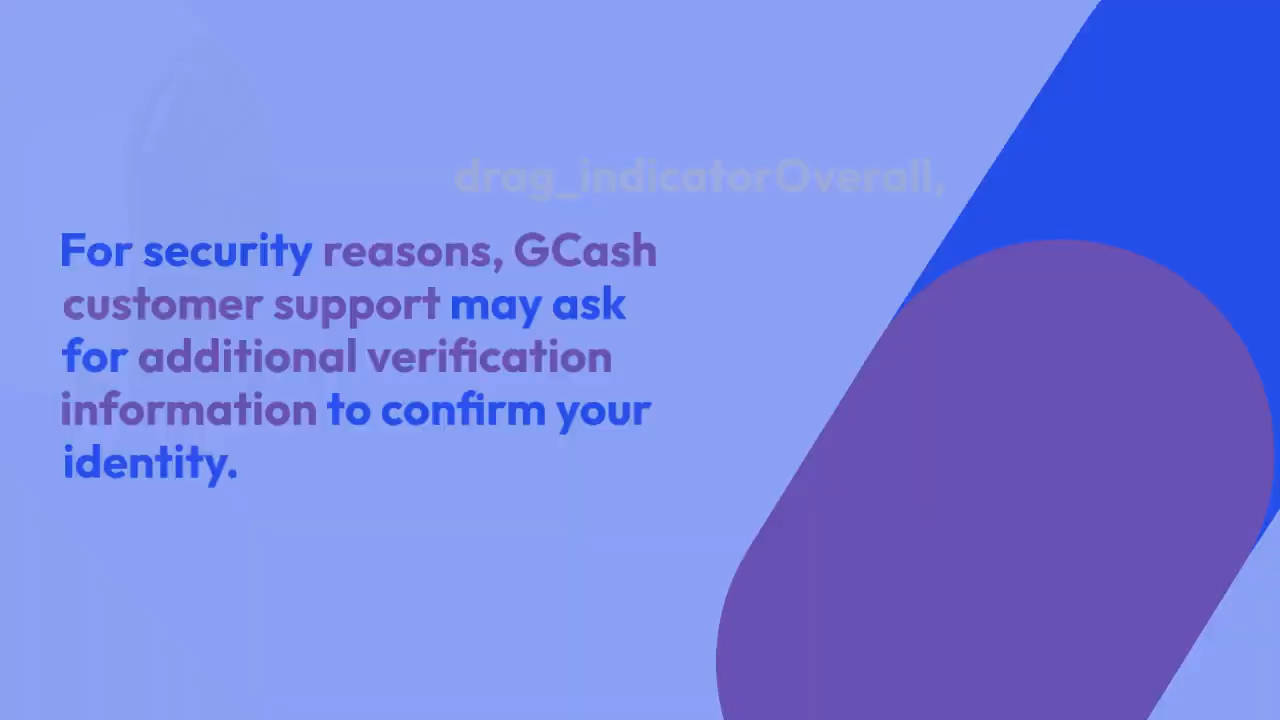 drag_indicatorOverall,
For security reasons, GCash
customer support may ask
for additional verification
information to confirm your
identity.